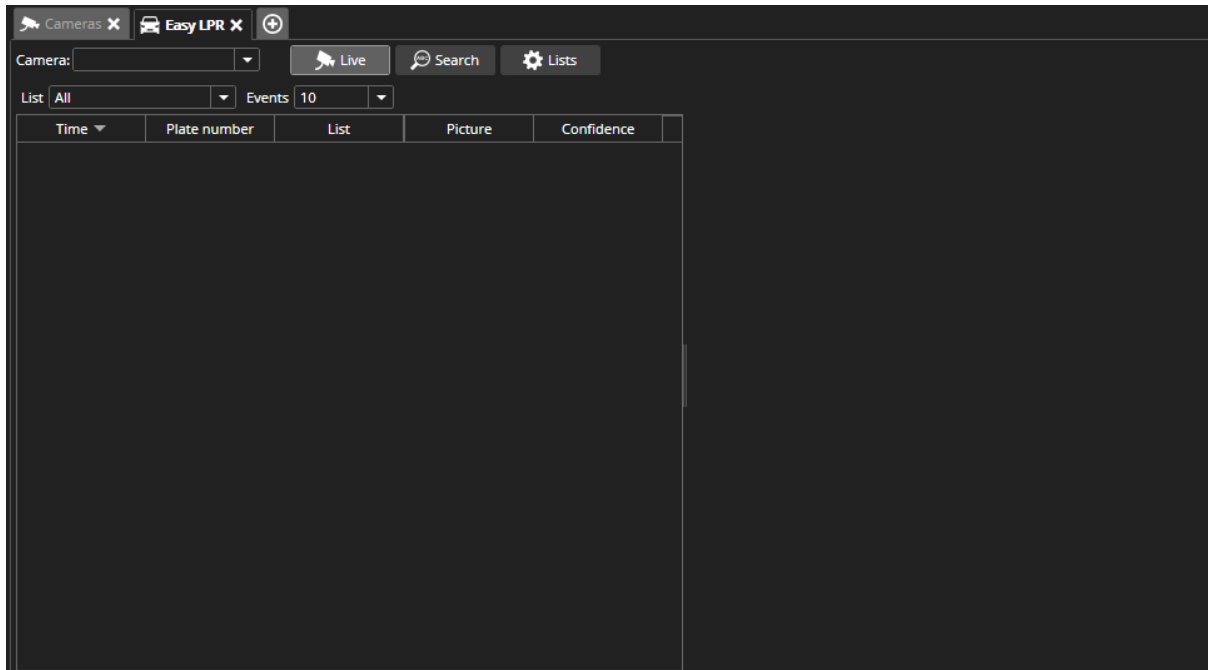 Cameras Easy LPR
Camera: Live Search Lists
List All Events 10
Time Plate number List Picture Confidence